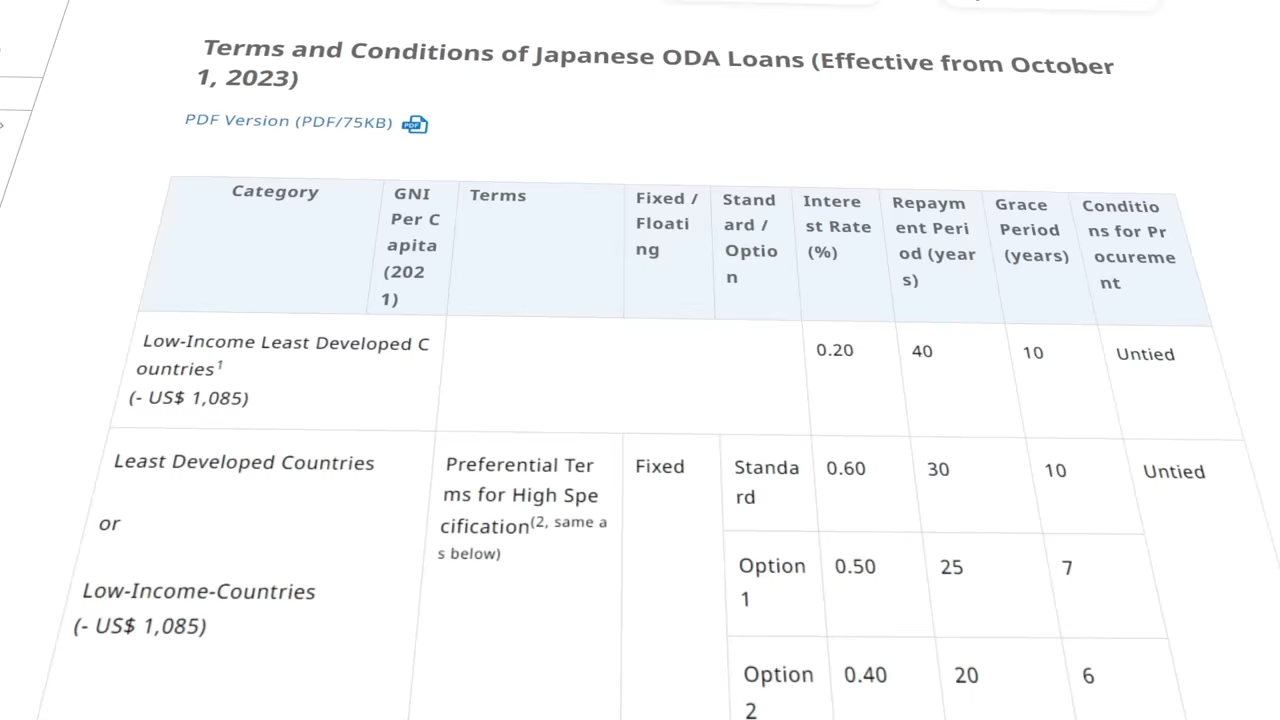 Terms and Conditions of Japanese ODA Loans (Effective from October
1, 2023)
PDF Version (PDF/75KB)
PDF
Category
GNI
Per C
apita
(202
1)
Terms
Fixed /
Floati
ng
Stand
ard /
Optio
n
Intere
st Rate
(%)
Repaym
ent Peri
od (year
s)
Grace
Period
(years)
Conditio
ns for Pr
ocureme
nt
Low-Income Least Developed C
ountries1
(- US$ 1,085)
0.20
40
10
Untied
Least Developed Countries
or
Low-Income-Countries
(- US$ 1,085)
Preferential Ter
ms for High Spe
cification(2, same a
s below)
Fixed
Standa
rd
0.60
30
10
Untied
Option
1
0.50
25
7
Option
2
0.40
20
6